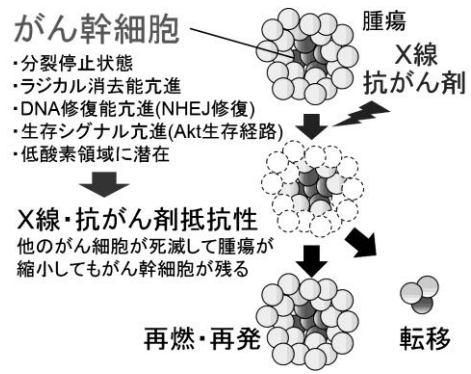 がん幹細胞
・分裂停止状態
・ラジカル消去能亢進
・DNA修復能亢進(NHEJ修復)
・生存シグナル亢進(Akt生存経路)
・低酸素領域に潜在
X線・抗がん剤抵抗性
他のがん細胞が死滅して腫瘍が
縮小してもがん幹細胞が残る
腫瘍
X線
抗がん剤
再燃・再発
転移